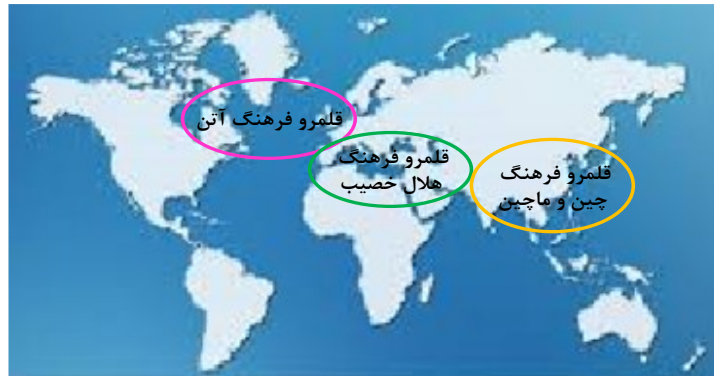 قلمرو فرهنگ آتن
قلمرو فرهنگ
هلال خصیب
قلمرو فرهنگ
چین و ماچین